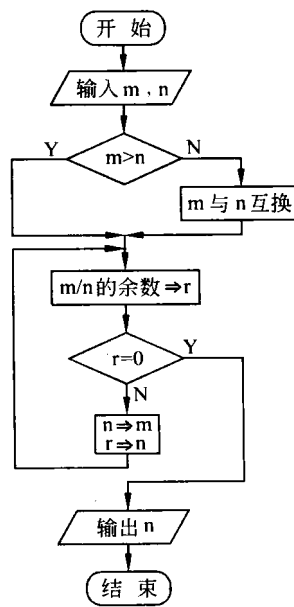 开 始
输入 m , n
Y
m>n
N
m 与 n 互换
m/n 的余数⇒r
r=0
Y
N
n⇒m
r⇒n
输出 n
结 束